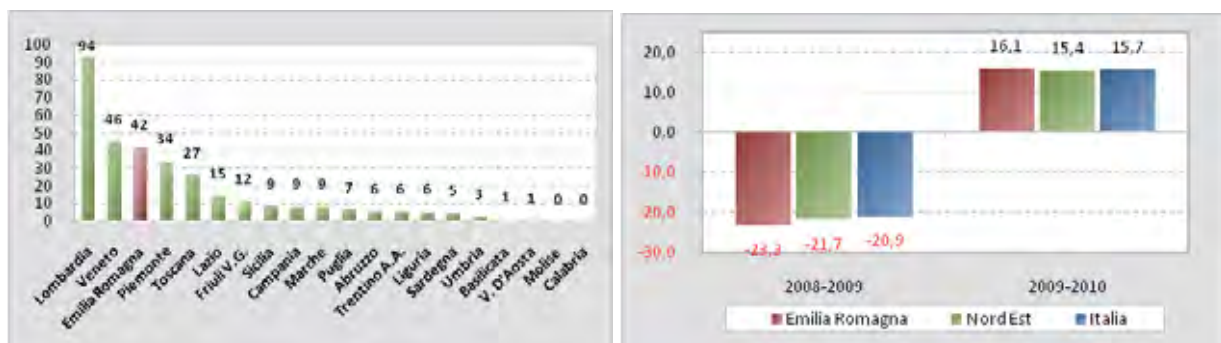 100
90
80
70
60
50
40
30
20
10
0
94
46
42
34
27
15
12
9
9
9
7
6
6
6
5
3
1
1
0
0
Lombardia
Veneto
Emilia Romagna
Piemonte
Toscana
Lazio
Friuli V.G.
Sicilia
Campania
Marche
Puglia
Abruzzo
Trentino A.A.
Liguria
Sardegna
Umbria
Basilicata
V. D'Aosta
Molise
Calabria
20,0
10,0
0,0
-10,0
-20,0
-30,0
16,1 15,4 15,7
-23,3 -21,7 -20,9
2008-2009 2009-2010
Emilia Romagna Nord Est Italia